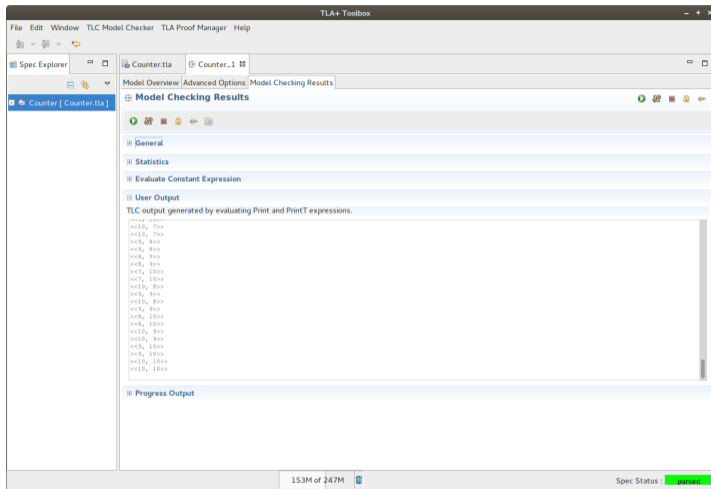 TLA+ Toolbox
File Edit Window TLC Model Checker TLA Proof Manager Help
Spec Explorer
Counter.tla
Counter_1
Counter [ Counter.tla ]
Model Overview Advanced Options Model Checking Results
Model Checking Results
General
Statistics
Evaluate Constant Expression
User Output
TLC output generated by evaluating Print and PrintT expressions.
<<10, 7>>
<<10, 7>>
<<9, 8>>
<<9, 8>>
<<8, 9>>
<<8, 9>>
<<7, 10>>
<<7, 10>>
<<10, 8>>
<<9, 9>>
<<10, 8>>
<<9, 9>>
<<8, 10>>
<<8, 10>>
<<10, 9>>
<<10, 9>>
<<9, 10>>
<<9, 10>>
<<10, 10>>
<<10, 10>>
Progress Output
153M of 247M
Spec Status : parsed